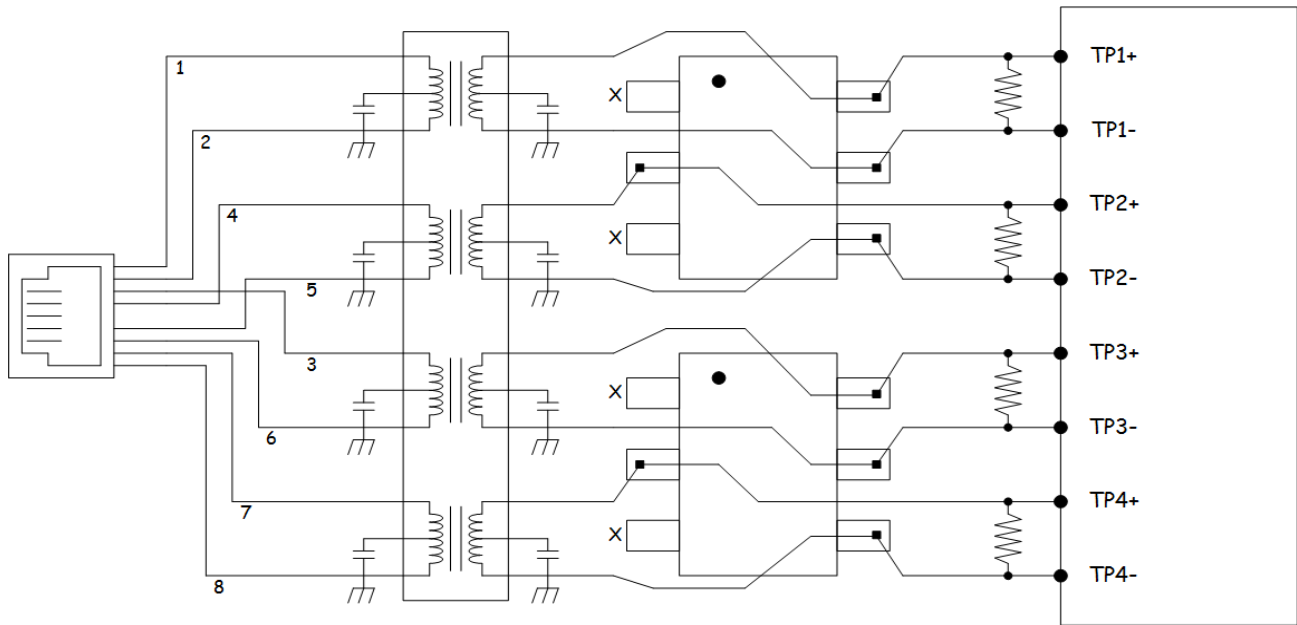 1
TP1+
X
2
TP1-
4
TP2+
X
5
TP2-
3
TP3+
X
6
TP3-
7
TP4+
X
8
TP4-